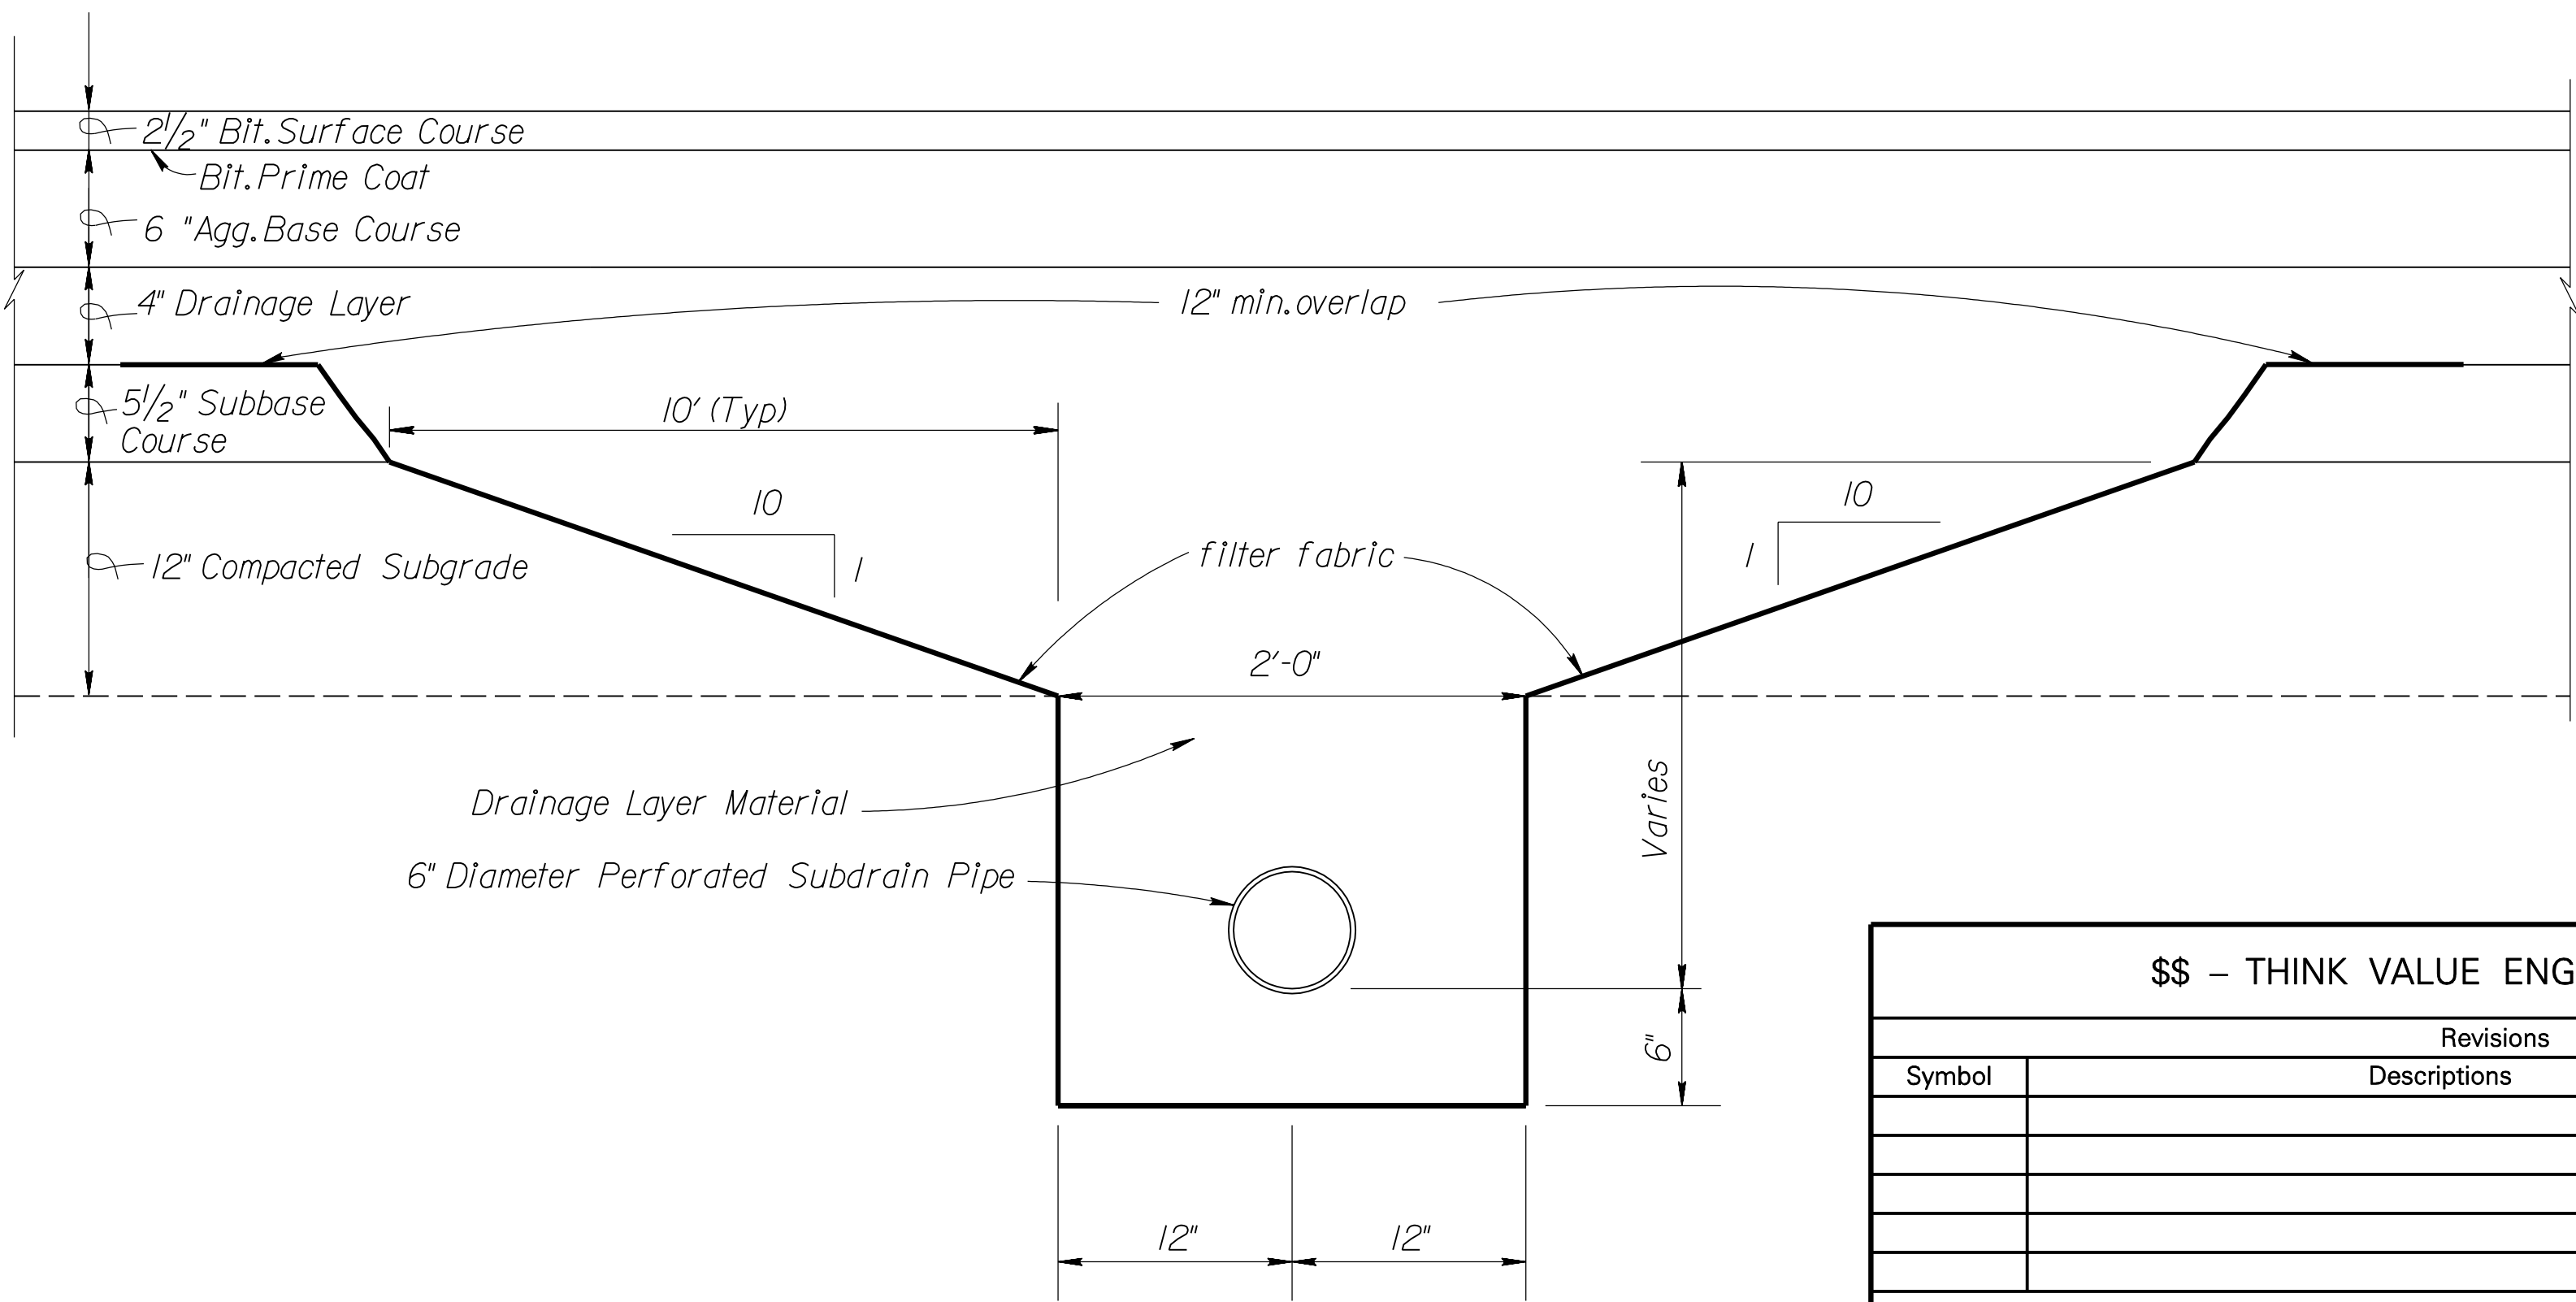 2½" Bit. Surface Course
Bit. Prime Coat
6 "Agg. Base Course
4" Drainage Layer
12" min. overlap
5½" Subbase
Course
10' (Typ)
10
1
10
1
12" Compacted Subgrade
filter fabric
2'-0"
Drainage Layer Material
Varies
6" Diameter Perforated Subdrain Pipe
6"
12"
12"
$$ – THINK VALUE ENG
Revisions
Symbol
Descriptions